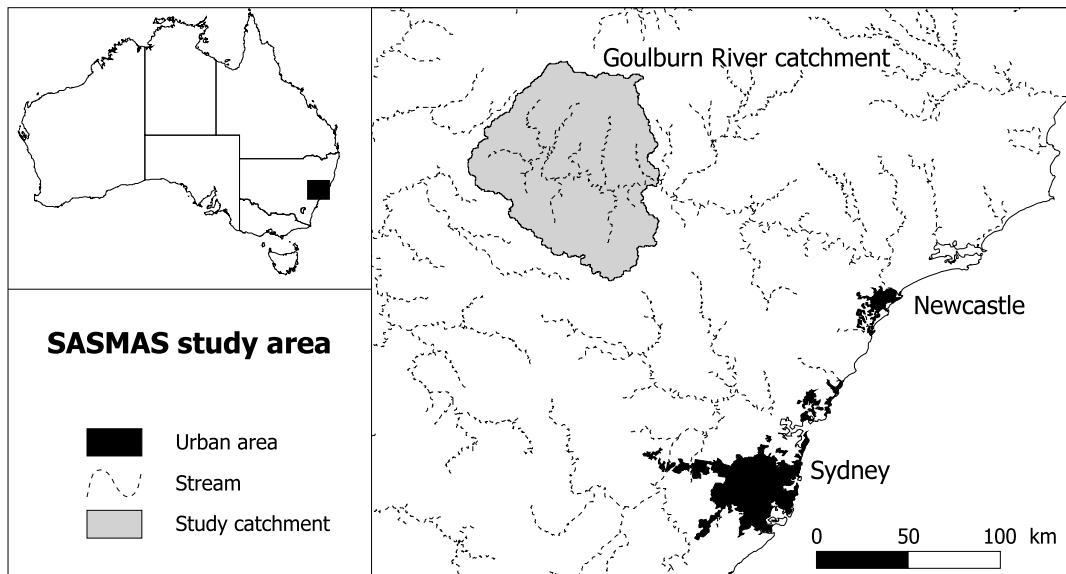 Goulburn River catchment
Newcastle
SASMAS study area
Urban area
Stream
Study catchment
Sydney
0 50 100 km